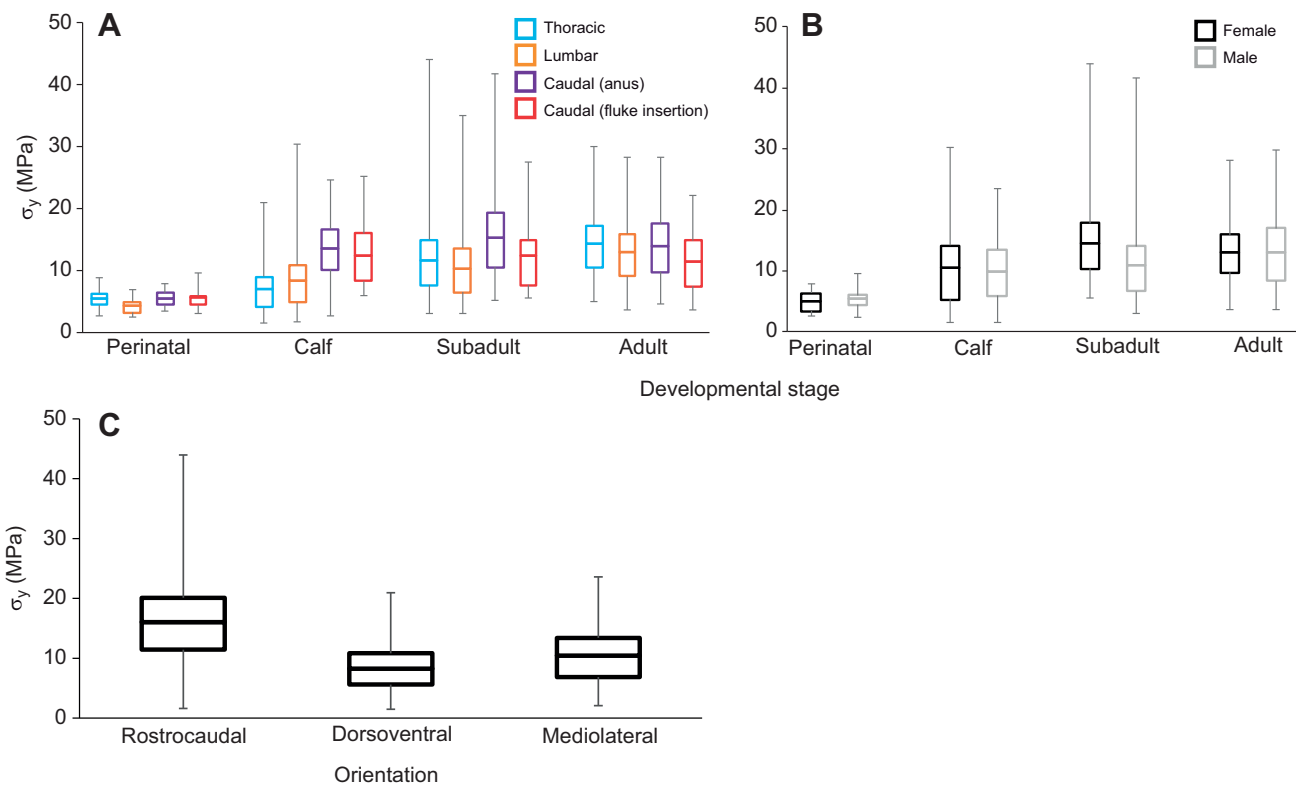 A
50
40
30
20
10
0
σy (MPa)
Thoracic
Lumbar
Caudal (anus)
Caudal (fluke insertion)
Perinatal Calf Subadult Adult
B
50
40
30
20
10
0
Female
Male
Perinatal Calf Subadult Adult
Developmental stage
C
50
40
30
20
10
0
σy (MPa)
Rostrocaudal Dorsoventral Mediolateral
Orientation